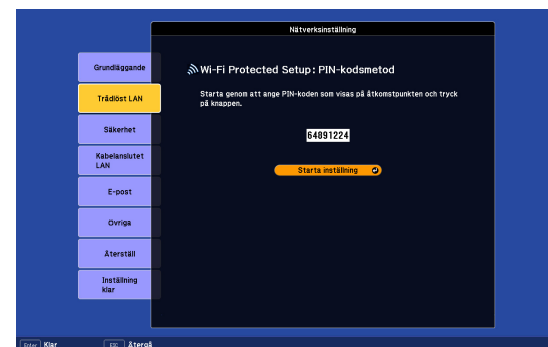 Nätverksinställning
Grundläggande
Trådlöst LAN
Säkerhet
Kabelanslutet
LAN
E-post
Övriga
Återställ
Inställning
klar
Wi-Fi Protected Setup: PIN-kodsmetod
Starta genom att ange PIN-koden som visas på åtkomstpunkten och tryck
på knappen.
64891224
Starta inställning
Enter Klar ESC Återgå